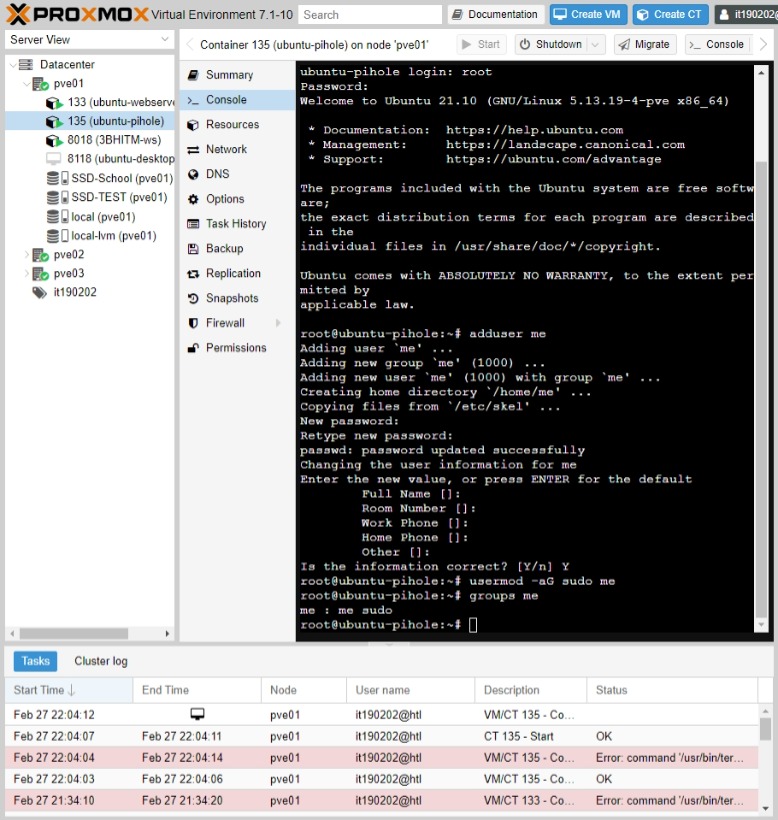 PROXMOX Virtual Environment 7.1-10 Search Documentation Create VM Create CT it190202@
Server View
Container 135 (ubuntu-pihole) on node 'pve01' Start Shutdown Migrate Console
Datacenter
pve01
133 (ubuntu-webserve
135 (ubuntu-pihole)
8018 (3BHITM-ws)
8118 (ubuntu-desktop
SSD-School (pve01)
SSD-TEST (pve01)
local (pve01)
local-lvm (pve01)
pve02
pve03
it190202
Summary
Console
Resources
Network
DNS
Options
Task History
Backup
Replication
Snapshots
Firewall
Permissions
ubuntu-pihole login: root
Password:
Welcome to Ubuntu 21.10 (GNU/Linux 5.13.19-4-pve x86_64)
* Documentation: https://help.ubuntu.com
* Management: https://landscape.canonical.com
* Support: https://ubuntu.com/advantage
The programs included with the Ubuntu system are free softw
are;
the exact distribution terms for each program are described
in the
individual files in /usr/share/doc/*/copyright.
Ubuntu comes with ABSOLUTELY NO WARRANTY, to the extent per
mitted by
applicable law.
root@ubuntu-pihole:~# adduser me
Adding user `me' ...
Adding new group `me' (1000) ...
Adding new user `me' (1000) with group `me' ...
Creating home directory `/home/me' ...
Copying files from `/etc/skel' ...
New password:
Retype new password:
passwd: password updated successfully
Changing the user information for me
Enter the new value, or press ENTER for the default
Full Name []:
Room Number []:
Work Phone []:
Home Phone []:
Other []:
Is the information correct? [Y/n] Y
root@ubuntu-pihole:~# usermod -aG sudo me
root@ubuntu-pihole:~# groups me
me : me sudo
root@ubuntu-pihole:~#
Tasks Cluster log
Start Time ↓ End Time Node User name Description Status
Feb 27 22:04:12 pve01 it190202@htl VM/CT 135 - Co...
Feb 27 22:04:07 Feb 27 22:04:11 pve01 it190202@htl CT 135 - Start OK
Feb 27 22:04:04 Feb 27 22:04:14 pve01 it190202@htl VM/CT 135 - Co... Error: command '/usr/bin/ter...
Feb 27 22:04:03 Feb 27 22:04:06 pve01 it190202@htl VM/CT 135 - Co... OK
Feb 27 21:34:10 Feb 27 21:34:20 pve01 it190202@htl VM/CT 133 - Co... Error: command '/usr/bin/ter...